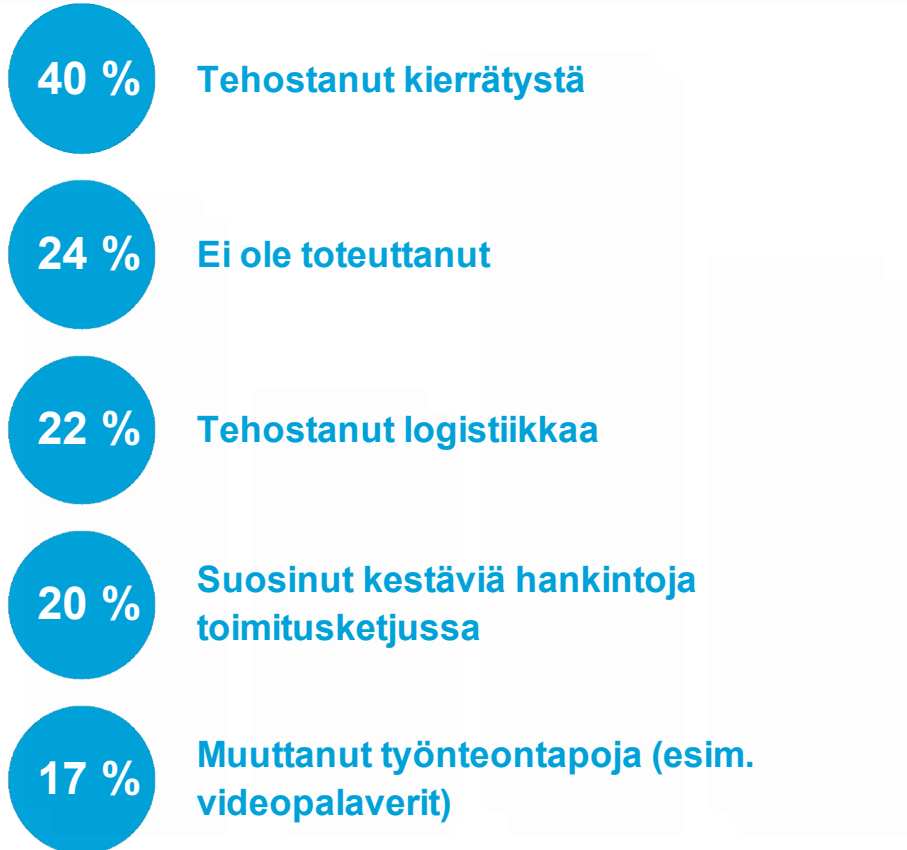 40 % Tehostanut kierrätystä
24 % Ei ole toteuttanut
22 % Tehostanut logistiikkaa
20 % Suosinut kestäviä hankintoja
toimitusketjussa
17 % Muuttanut työnteontapoja (esim.
videopalaverit)